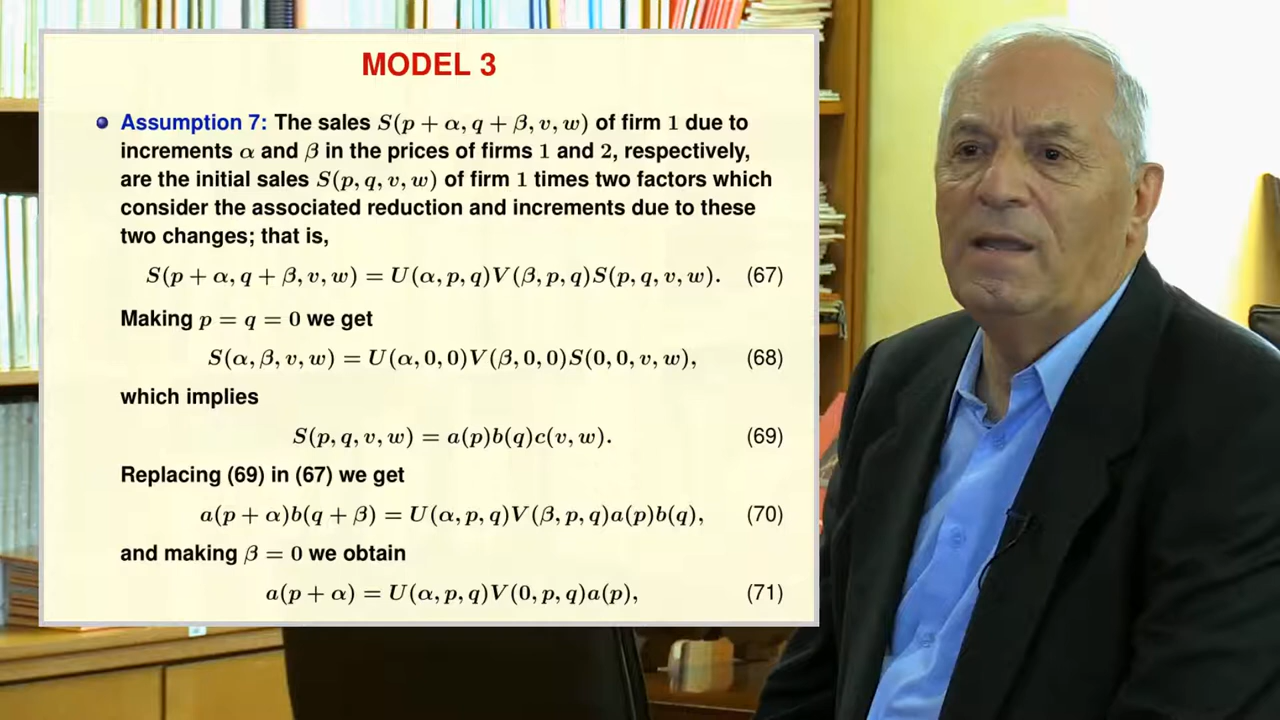 MODEL 3
Assumption 7: The sales S(p + α, q + β, v, w) of firm 1 due to
increments α and β in the prices of firms 1 and 2, respectively,
are the initial sales S(p, q, v, w) of firm 1 times two factors which
consider the associated reduction and increments due to these
two changes; that is,
S(p + α, q + β, v, w) = U(α, p, q)V(β, p, q)S(p, q, v, w). (67)
Making p = q = 0 we get
S(α, β, v, w) = U(α, 0, 0)V(β, 0, 0)S(0, 0, v, w), (68)
which implies
S(p, q, v, w) = a(p)b(q)c(v, w). (69)
Replacing (69) in (67) we get
a(p + α)b(q + β) = U(α, p, q)V(β, p, q)a(p)b(q), (70)
and making β = 0 we obtain
a(p + α) = U(α, p, q)V(0, p, q)a(p), (71)